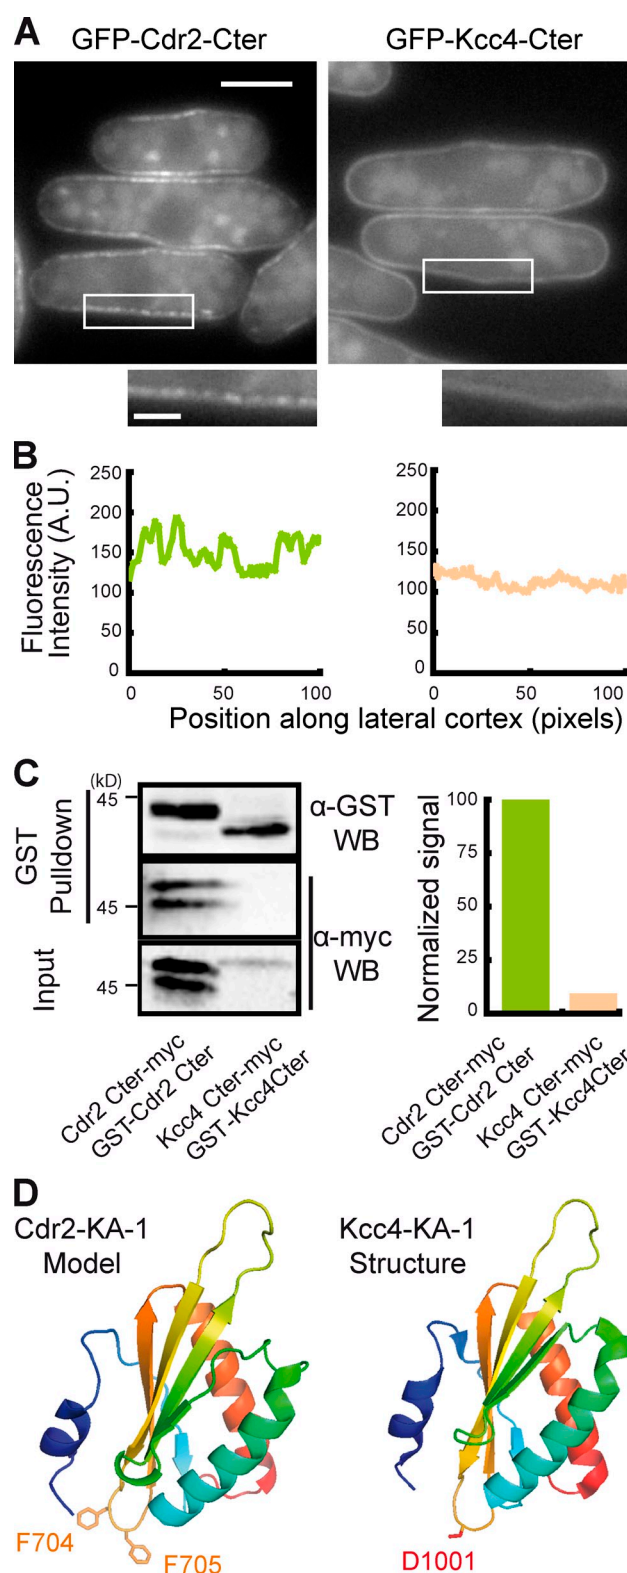 A
GFP-Cdr2-Cter
GFP-Kcc4-Cter
B
Fluorescence
Intensity (A.U.)
250
200
150
100
50
0
0
50
100
250
200
150
100
50
0
0
50
100
Position along lateral cortex (pixels)
C
(kD)
GST
Pulldown
Input
45
45
45
α-GST
WB
α-myc
WB
Cdr2 Cter-myc
GST-Cdr2 Cter
Kcc4 Cter-myc
GST-Kcc4Cter
Normalized signal
100
75
50
25
0
Cdr2 Cter-myc
GST-Cdr2 Cter
Kcc4 Cter-myc
GST-Kcc4Cter
D
Cdr2-KA-1
Model
Kcc4-KA-1
Structure
F704
F705
D1001